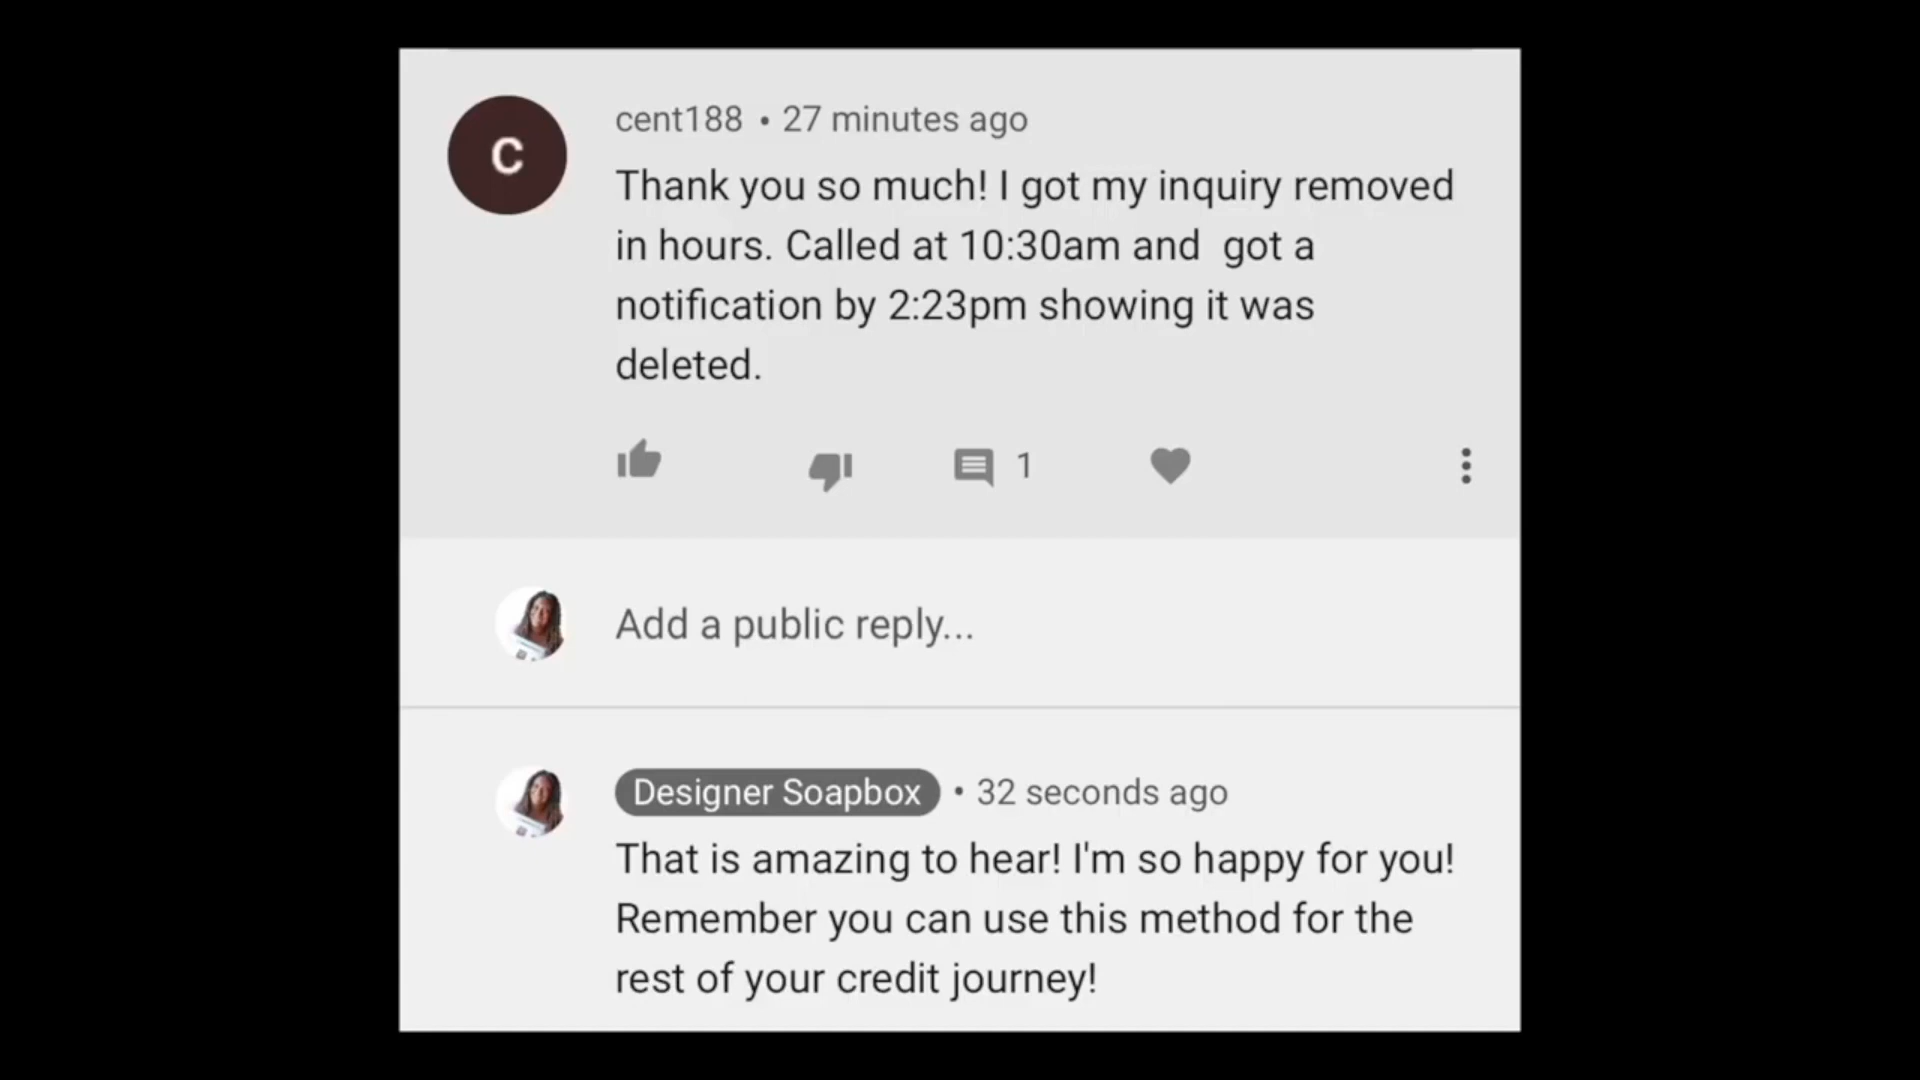 C
cent188 • 27 minutes ago
Thank you so much! I got my inquiry removed
in hours. Called at 10:30am and  got a
notification by 2:23pm showing it was
deleted.
1
Add a public reply...
Designer Soapbox • 32 seconds ago
That is amazing to hear! I'm so happy for you!
Remember you can use this method for the
rest of your credit journey!